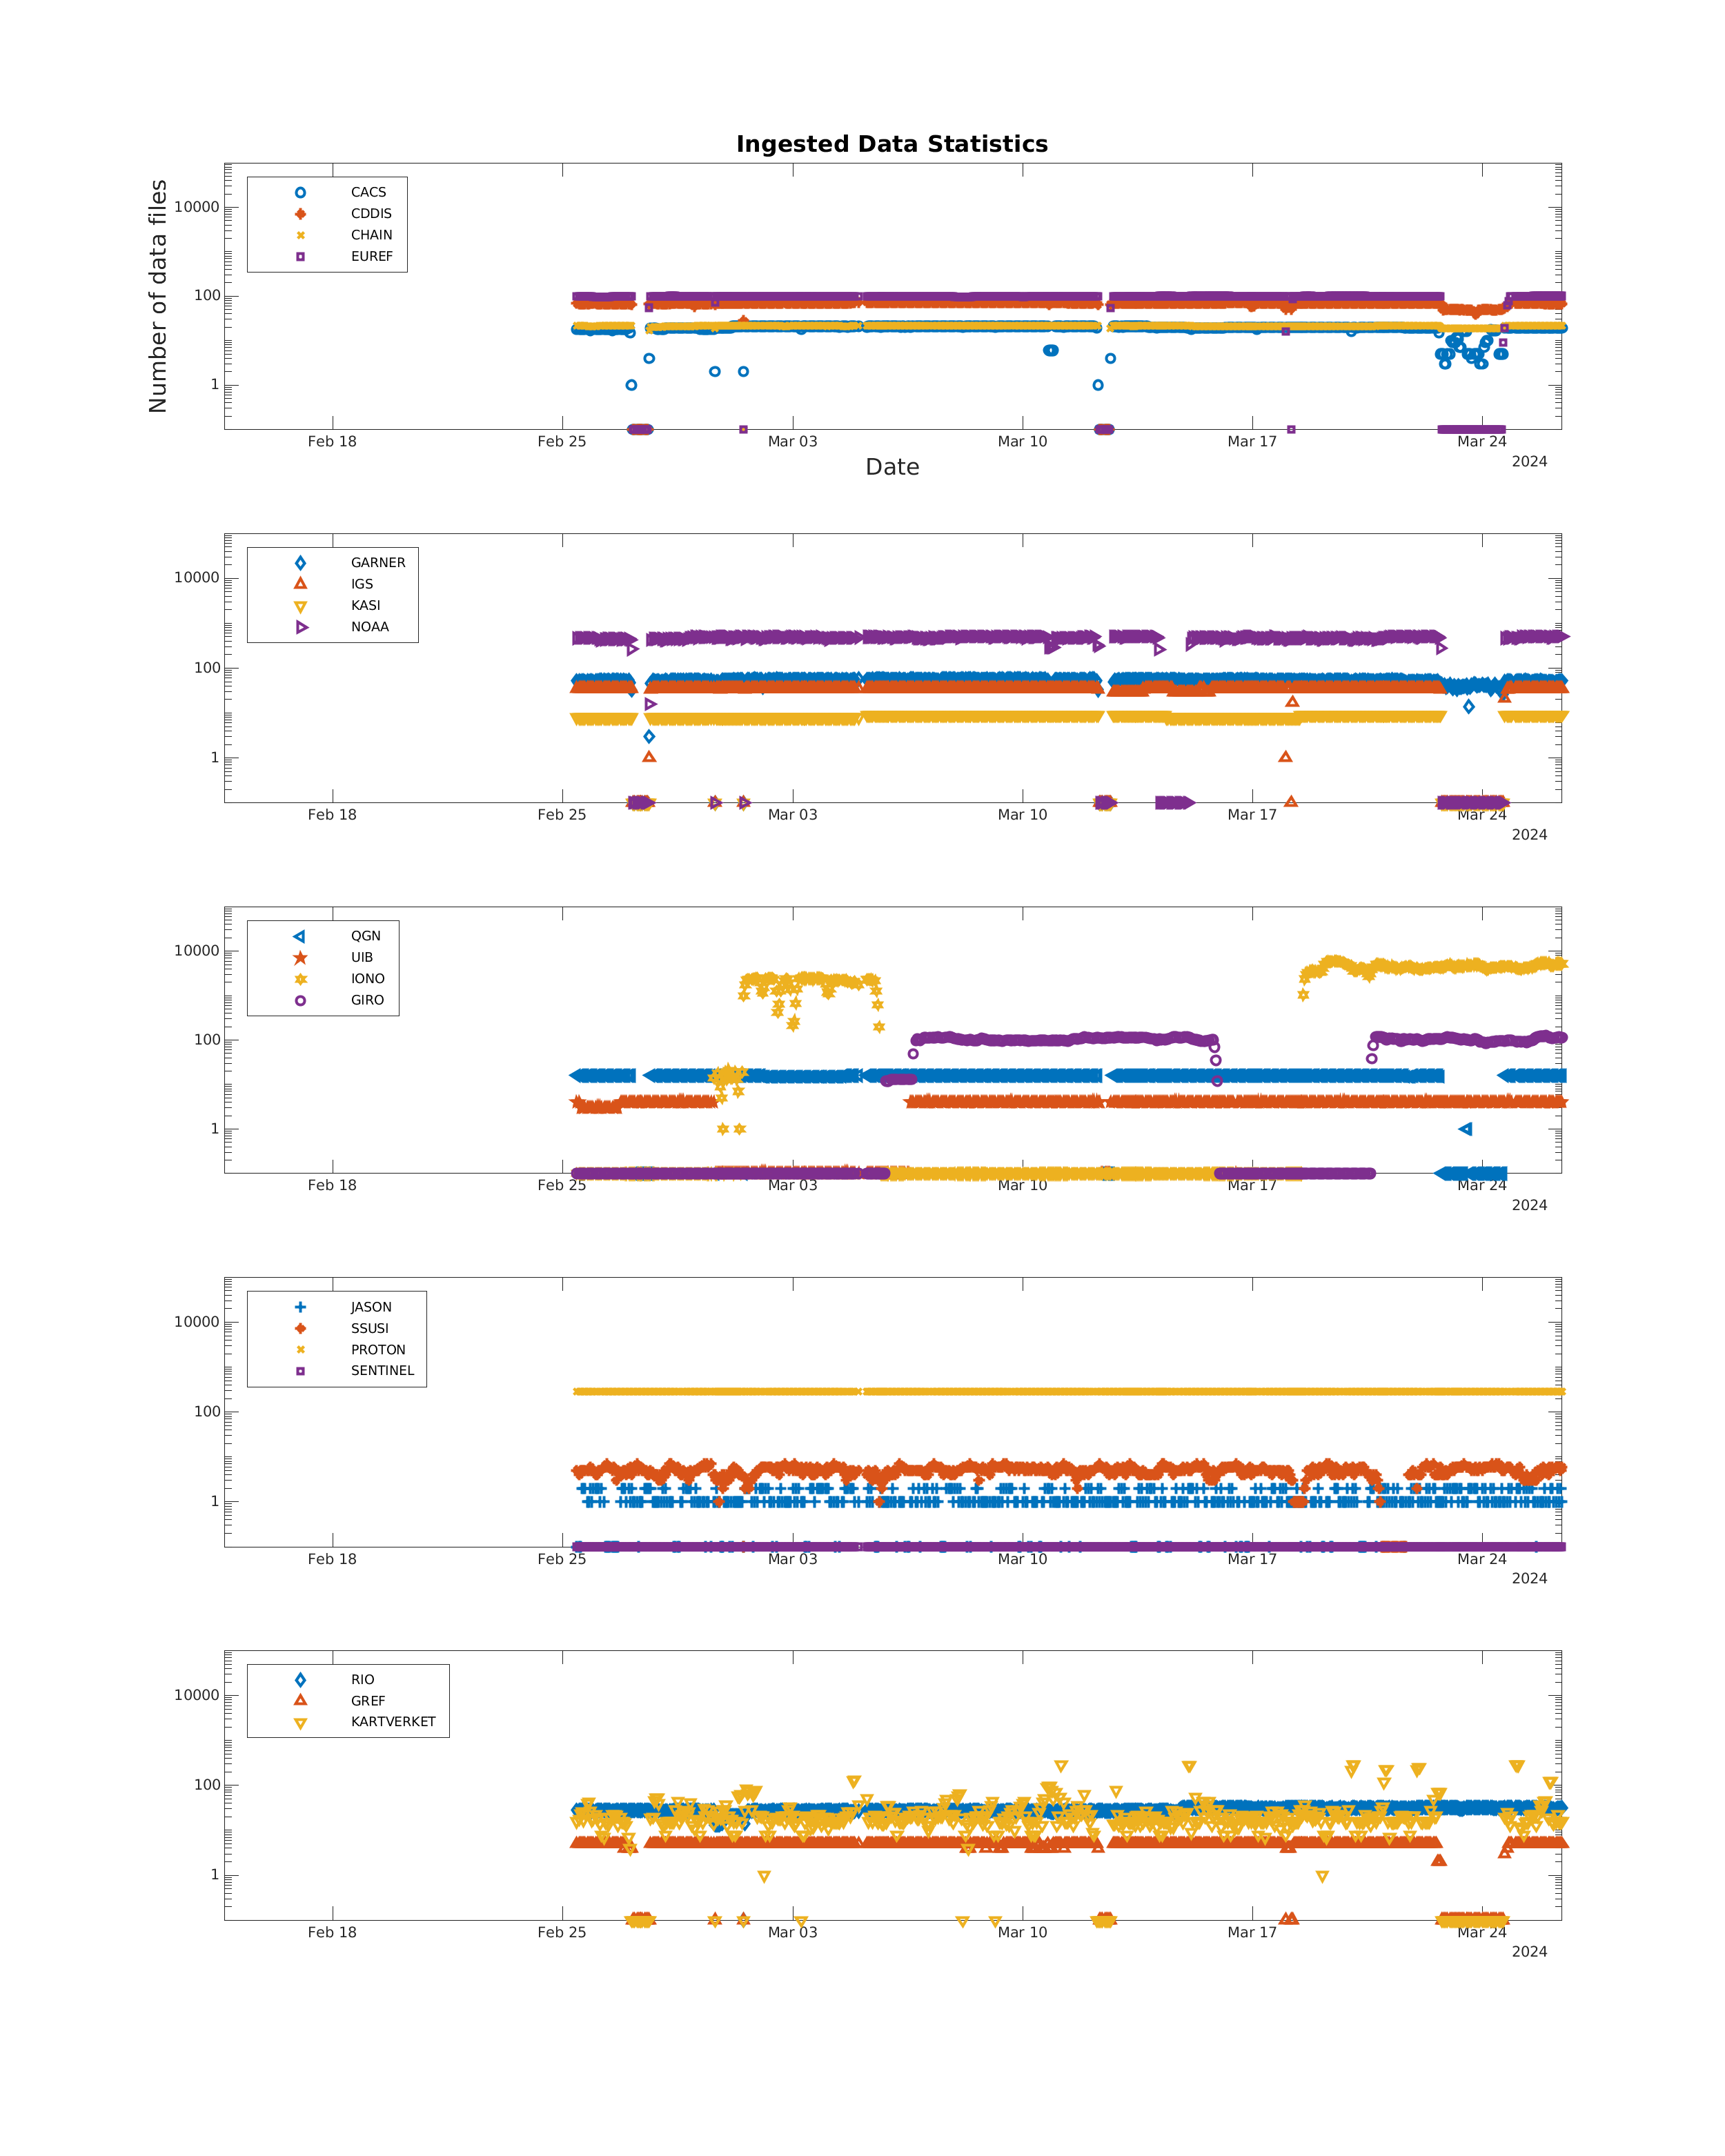 Ingested Data Statistics
Number of data files
CACS
CDDIS
CHAIN
EUREF
10000
100
1
Feb 18 Feb 25 Mar 03 Mar 10 Mar 17 Mar 24
2024
Date
GARNER
IGS
KASI
NOAA
10000
100
1
Feb 18 Feb 25 Mar 03 Mar 10 Mar 17 Mar 24
2024
QGN
UIB
IONO
GIRO
10000
100
1
Feb 18 Feb 25 Mar 03 Mar 10 Mar 17 Mar 24
2024
JASON
SSUSI
PROTON
SENTINEL
10000
100
1
Feb 18 Feb 25 Mar 03 Mar 10 Mar 17 Mar 24
2024
RIO
GREF
KARTVERKET
10000
100
1
Feb 18 Feb 25 Mar 03 Mar 10 Mar 17 Mar 24
2024